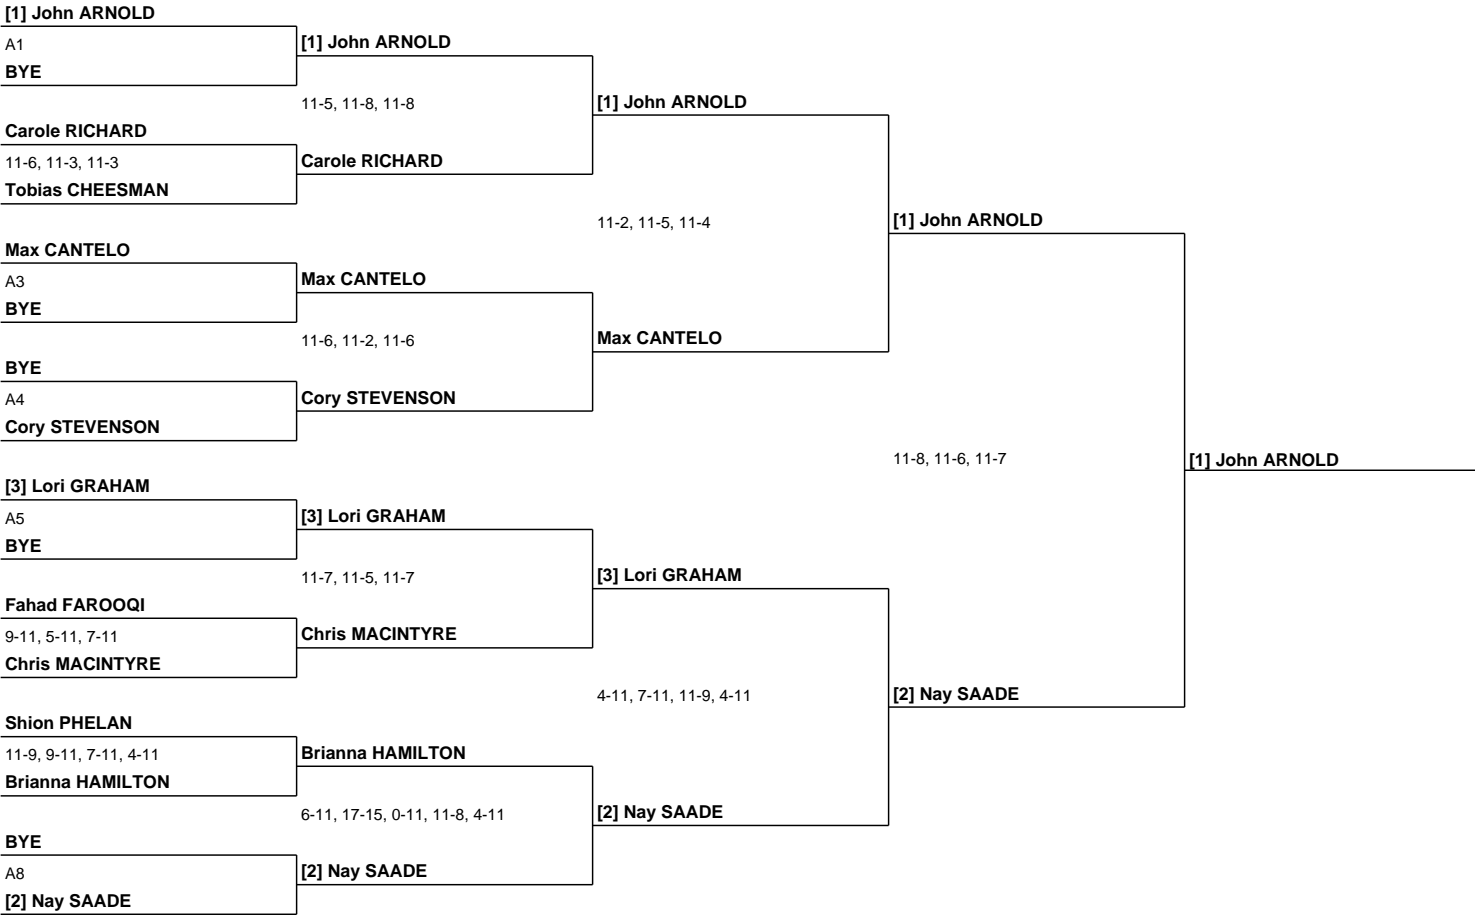 [1] John ARNOLD
A1
BYE
Carole RICHARD
11-6, 11-3, 11-3
Tobias CHEESMAN
Max CANTELO
A3
BYE
BYE
A4
Cory STEVENSON
[3] Lori GRAHAM
A5
BYE
Fahad FAROOQI
9-11, 5-11, 7-11
Chris MACINTYRE
Shion PHELAN
11-9, 9-11, 7-11, 4-11
Brianna HAMILTON
BYE
A8
[2] Nay SAADE
[1] John ARNOLD
11-5, 11-8, 11-8
Carole RICHARD
Max CANTELO
11-6, 11-2, 11-6
Cory STEVENSON
[3] Lori GRAHAM
11-7, 11-5, 11-7
Chris MACINTYRE
Brianna HAMILTON
6-11, 17-15, 0-11, 11-8, 4-11
[2] Nay SAADE
[1] John ARNOLD
11-2, 11-5, 11-4
Max CANTELO
[3] Lori GRAHAM
4-11, 7-11, 11-9, 4-11
[2] Nay SAADE
[1] John ARNOLD
11-8, 11-6, 11-7
[2] Nay SAADE
[1] John ARNOLD